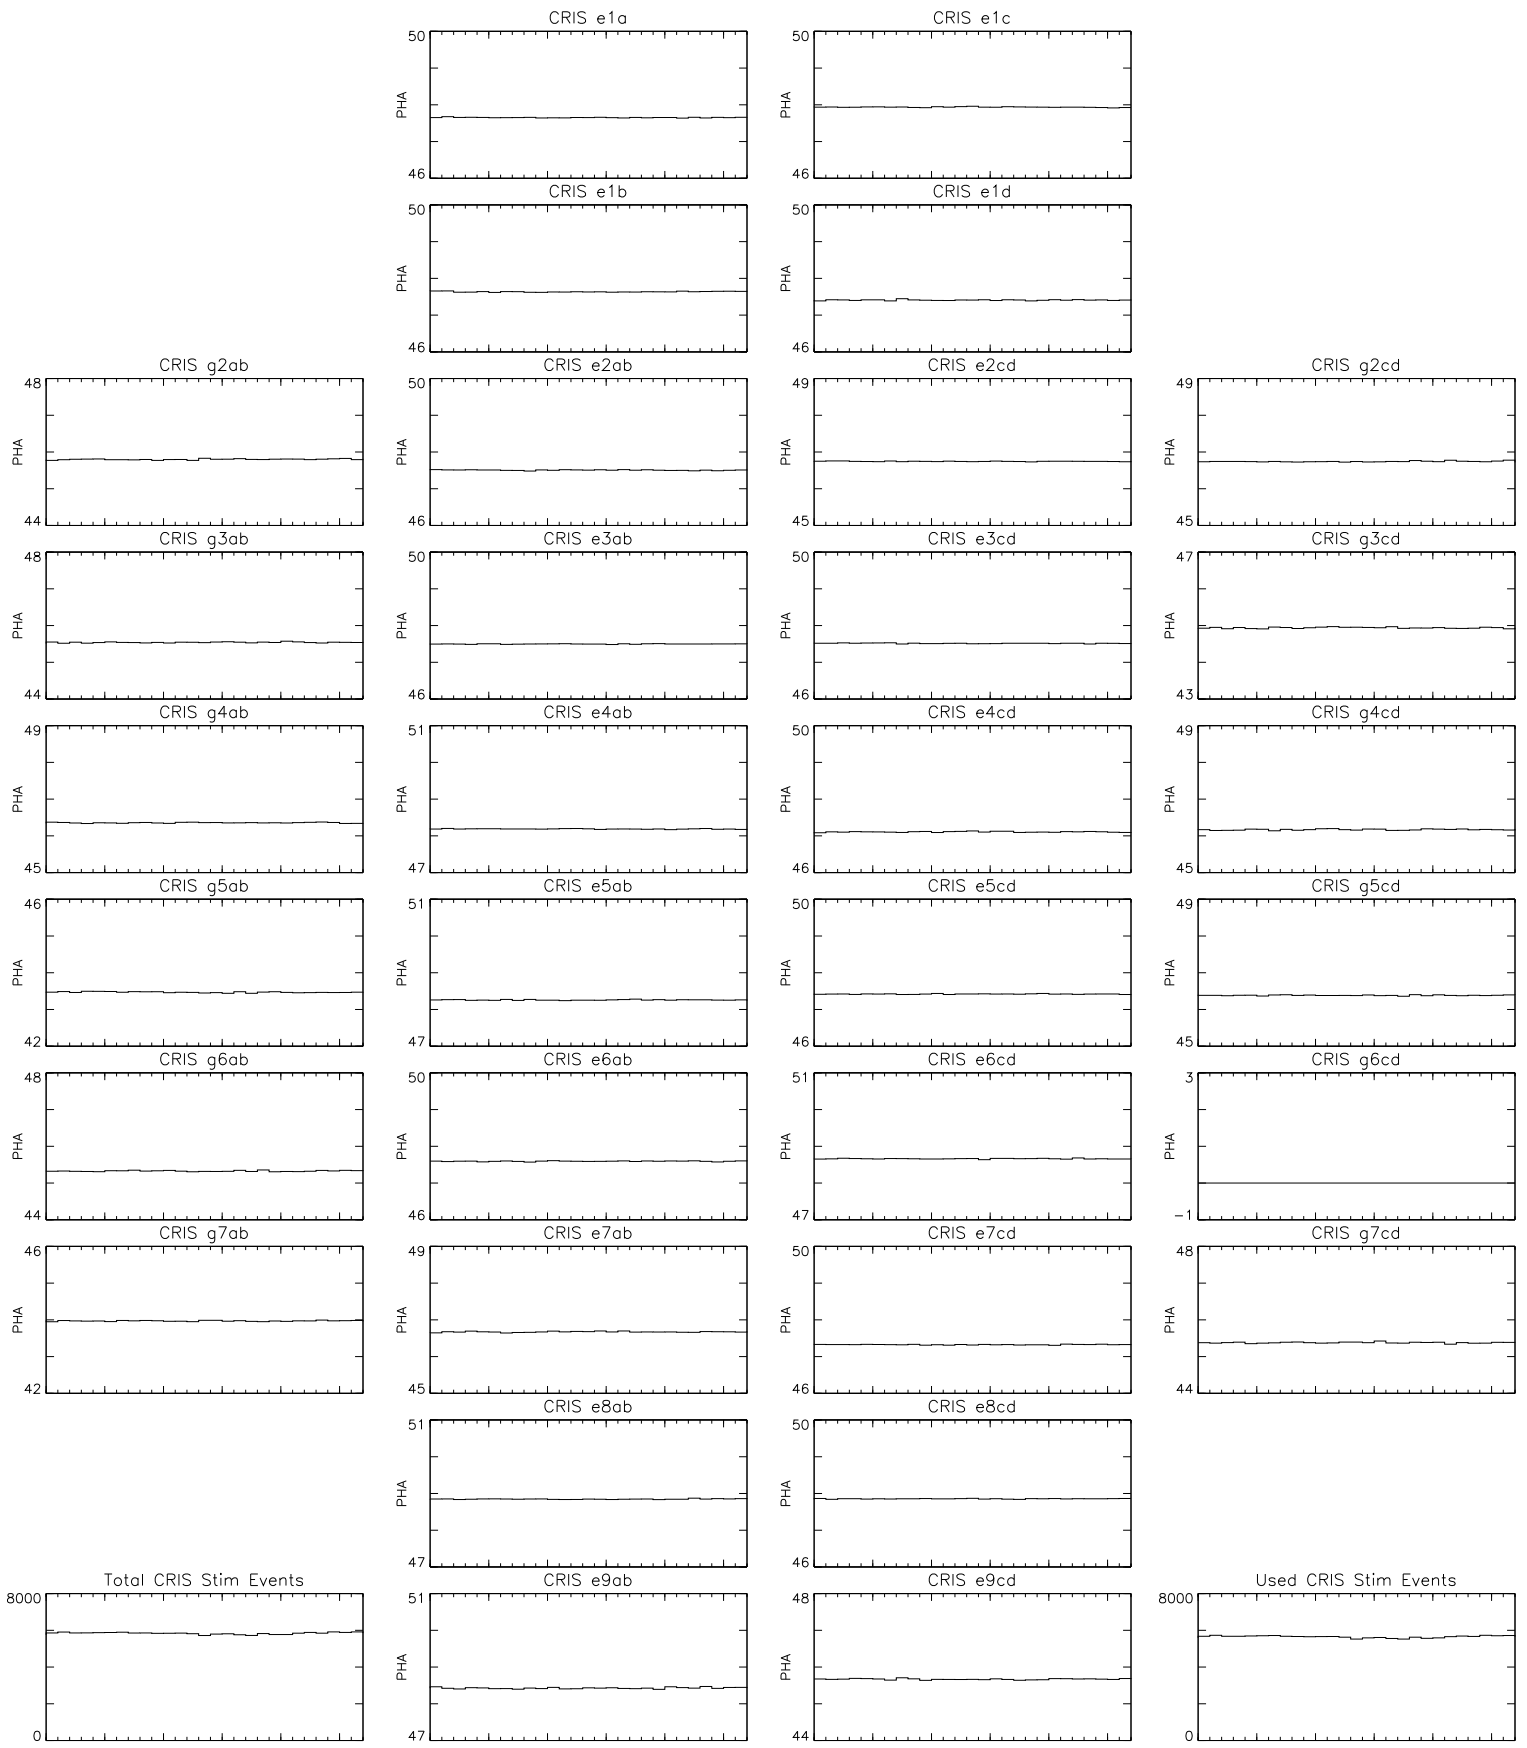 CRIS e1a
CRIS e1c
50
PHA
46
50
PHA
46
CRIS e1b
CRIS e1d
50
PHA
46
50
PHA
46
CRIS g2ab
CRIS e2ab
CRIS e2cd
CRIS g2cd
48
PHA
44
50
PHA
46
49
PHA
45
49
PHA
45
CRIS g3ab
CRIS e3ab
CRIS e3cd
CRIS g3cd
48
PHA
44
50
PHA
46
50
PHA
46
47
PHA
43
CRIS g4ab
CRIS e4ab
CRIS e4cd
CRIS g4cd
49
PHA
45
51
PHA
47
50
PHA
46
49
PHA
45
CRIS g5ab
CRIS e5ab
CRIS e5cd
CRIS g5cd
46
PHA
42
51
PHA
47
50
PHA
46
49
PHA
45
CRIS g6ab
CRIS e6ab
CRIS e6cd
CRIS g6cd
48
PHA
44
50
PHA
46
51
PHA
47
3
PHA
-1
CRIS g7ab
CRIS e7ab
CRIS e7cd
CRIS g7cd
46
PHA
42
49
PHA
45
50
PHA
46
48
PHA
44
CRIS e8ab
CRIS e8cd
51
PHA
47
50
PHA
46
Total CRIS Stim Events
CRIS e9ab
CRIS e9cd
Used CRIS Stim Events
8000
0
51
PHA
47
48
PHA
44
8000
0